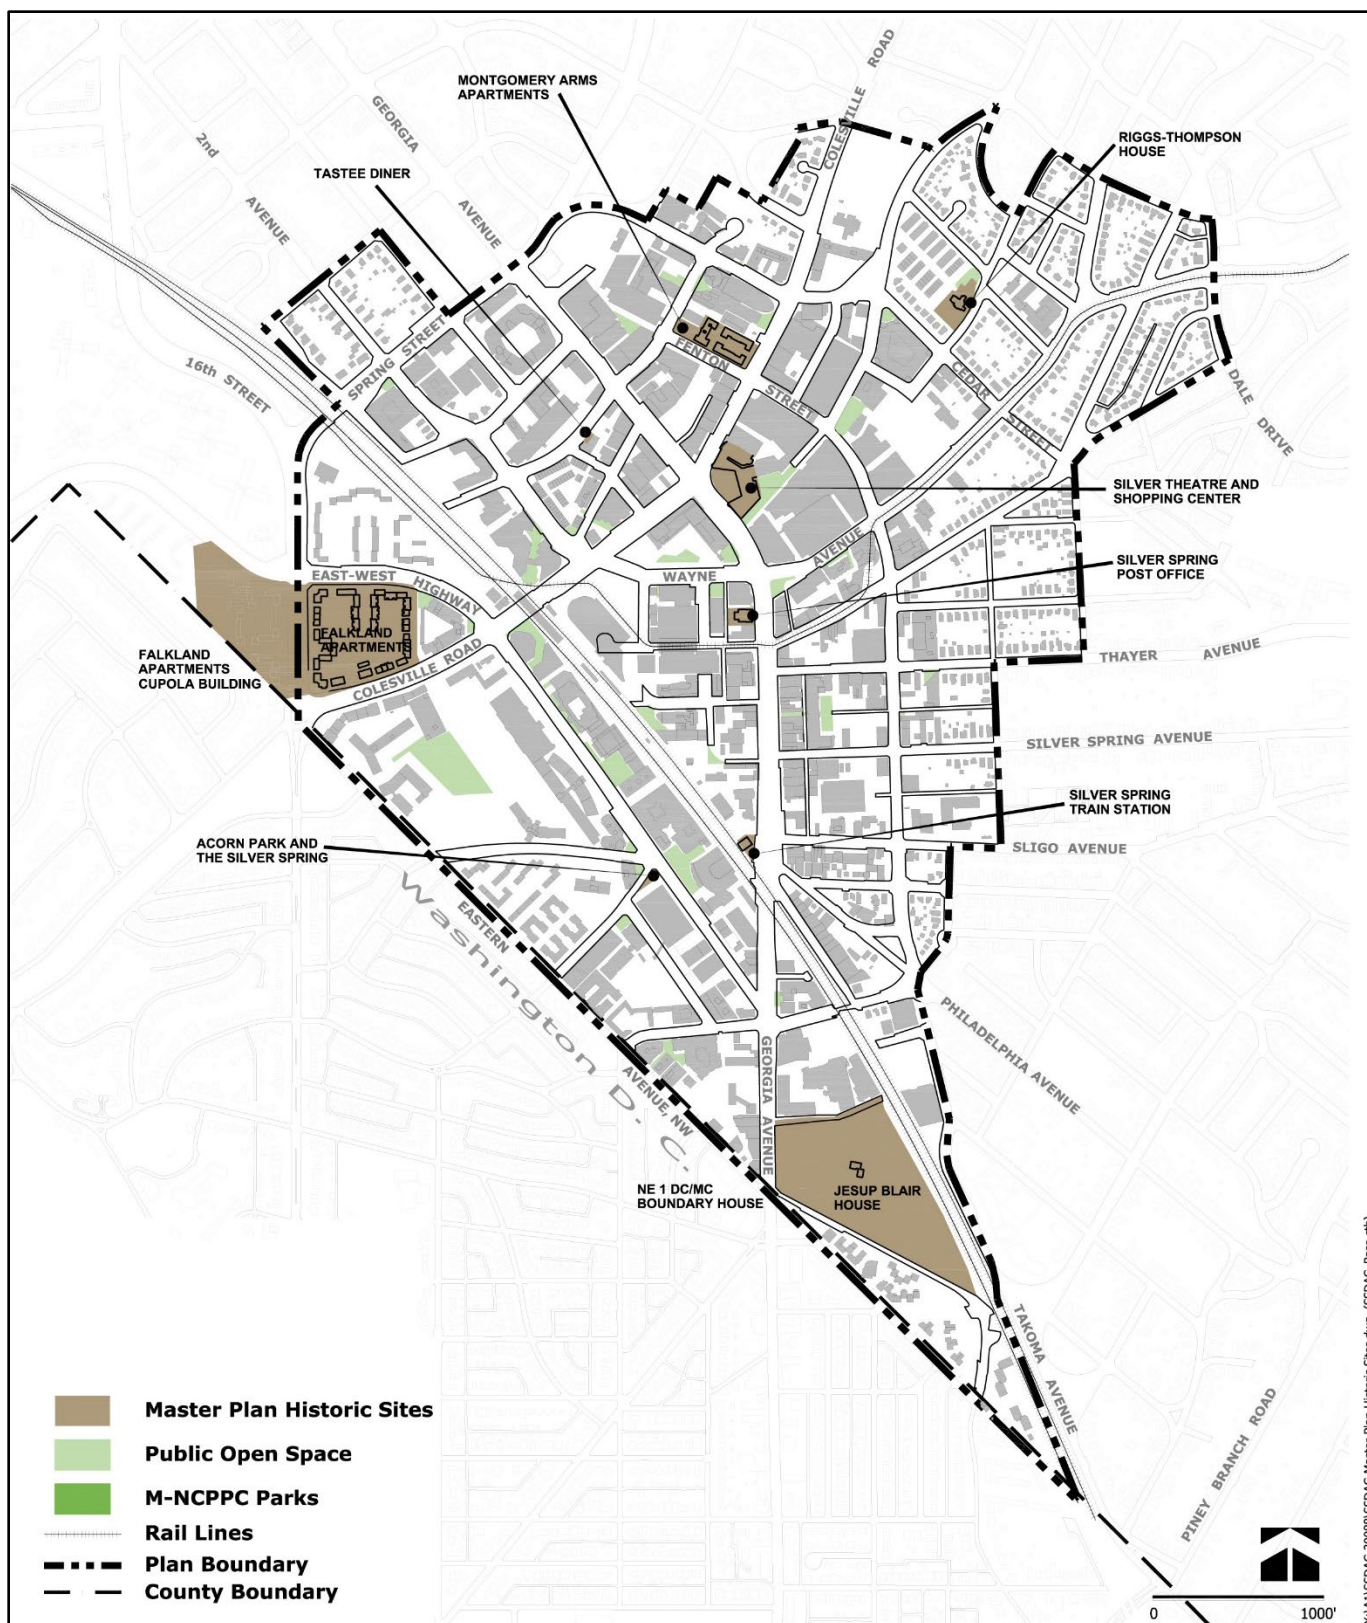 COLESVILLE ROAD
MONTGOMERY ARMS
APARTMENTS
GEORGIA AVENUE
2nd AVENUE
RIGGS-THOMPSON
HOUSE
TASTEE DINER
SPRING STREET
16th STREET
FENTON STREET
CEDAR STREET
DALE DRIVE
SILVER THEATRE AND
SHOPPING CENTER
SILVER SPRING
POST OFFICE
WAYNE AVENUE
EAST-WEST HIGHWAY
FALKLAND
APARTMENTS
FALKLAND
APARTMENTS
CUPOLA BUILDING
COLESVILLE ROAD
THAYER AVENUE
SILVER SPRING AVENUE
SILVER SPRING
TRAIN STATION
SLIGO AVENUE
ACORN PARK AND
THE SILVER SPRING
EASTERN AVENUE, NW
Washington D. C.
PHILADELPHIA AVENUE
GEORGIA AVENUE
NE 1 DC/MC
BOUNDARY HOUSE
JESUP BLAIR
HOUSE
TAKOMA AVENUE
PINEY BRANCH ROAD
Master Plan Historic Sites
Public Open Space
M-NCPPC Parks
Rail Lines
Plan Boundary
County Boundary
0 1000'